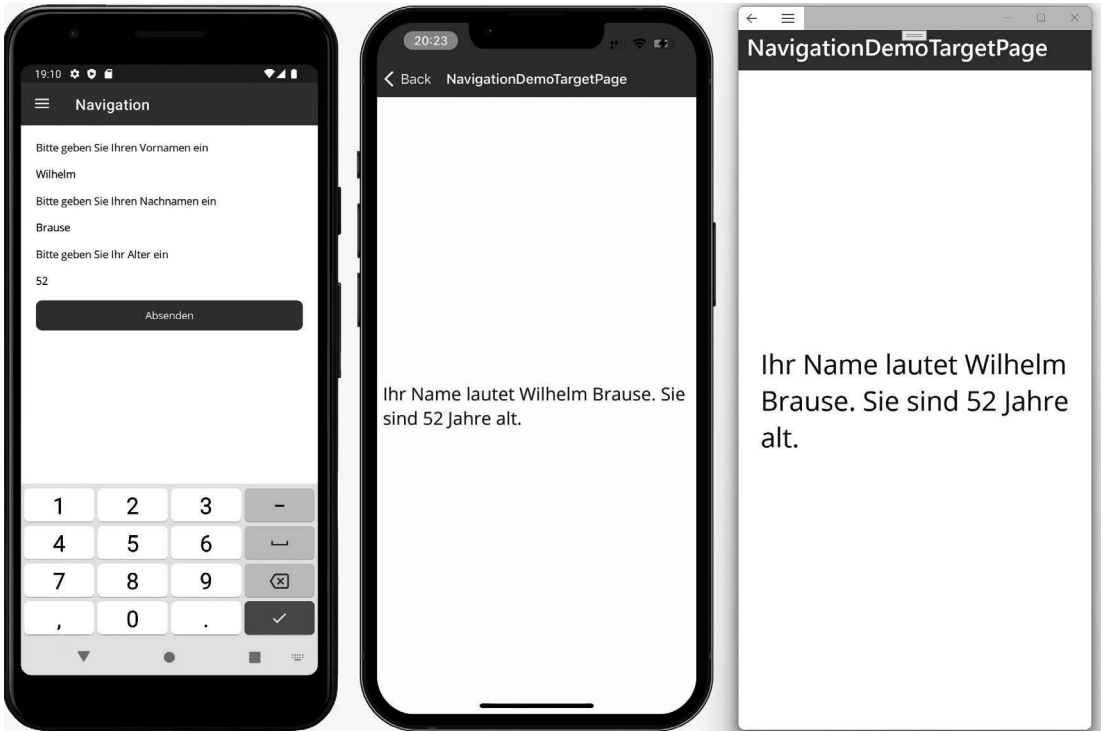 19:10
Navigation
Bitte geben Sie Ihren Vornamen ein
Wilhelm
Bitte geben Sie Ihren Nachnamen ein
Brause
Bitte geben Sie Ihr Alter ein
52
Absenden
1 2 3 -
4 5 6
7 8 9
, 0 .
20:23
Back NavigationDemoTargetPage
Ihr Name lautet Wilhelm Brause. Sie
sind 52 Jahre alt.
NavigationDemoTargetPage
Ihr Name lautet Wilhelm
Brause. Sie sind 52 Jahre
alt.